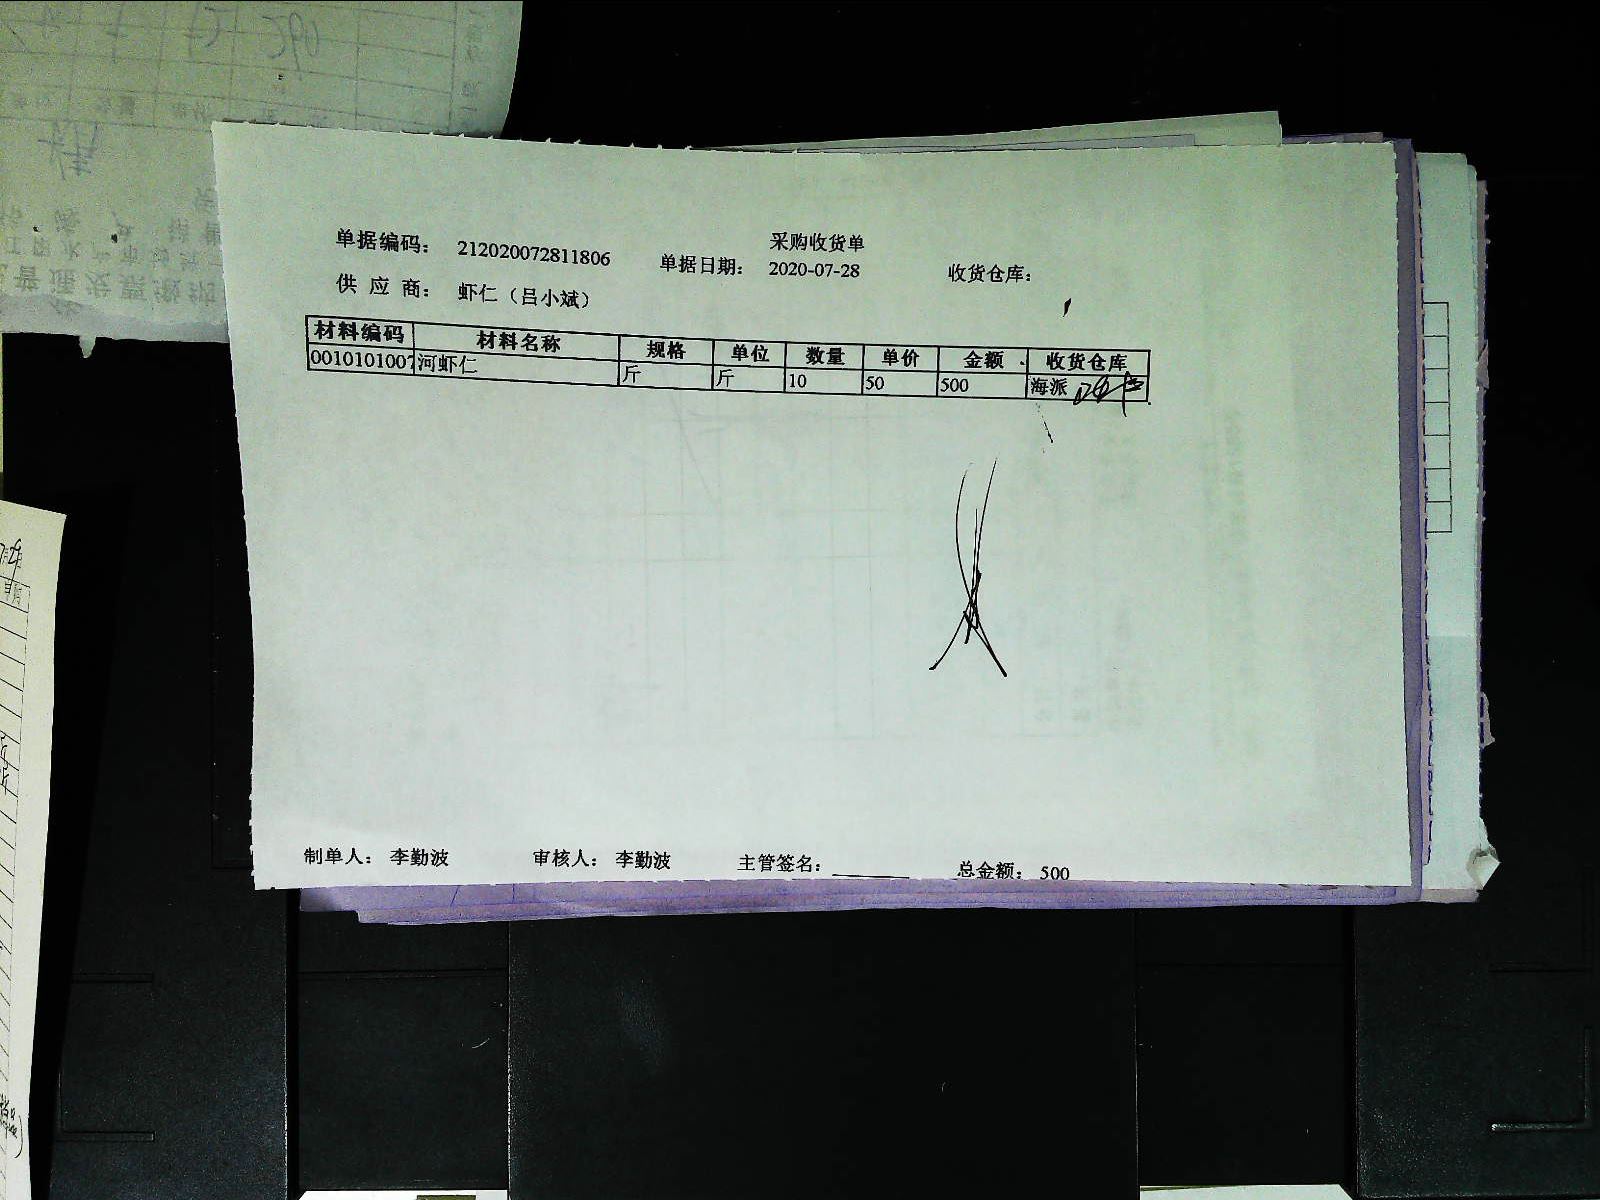 采购收货单
单据编码： 212020072811806 单据日期： 2020-07-28 收货仓库：
供 应 商： 虾仁（吕小斌）
材料编码 材料名称 规格 单位 数量 单价 金额 收货仓库
0010101007 河虾仁 斤 斤 10 50 500 海派
制单人： 李勤波 审核人： 李勤波 主管签名： 总金额： 500